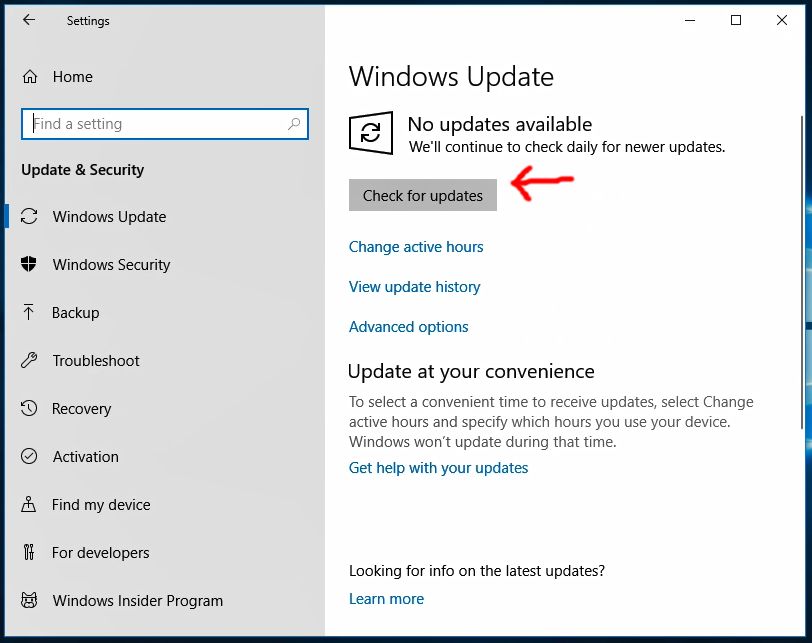 Settings
Home
Find a setting
Update & Security
Windows Update
Windows Security
Backup
Troubleshoot
Recovery
Activation
Find my device
For developers
Windows Insider Program
Windows Update
No updates available
We'll continue to check daily for newer updates.
Check for updates
Change active hours
View update history
Advanced options
Update at your convenience
To select a convenient time to receive updates, select Change
active hours and specify which hours you use your device.
Windows won't update during that time.
Get help with your updates
Looking for info on the latest updates?
Learn more